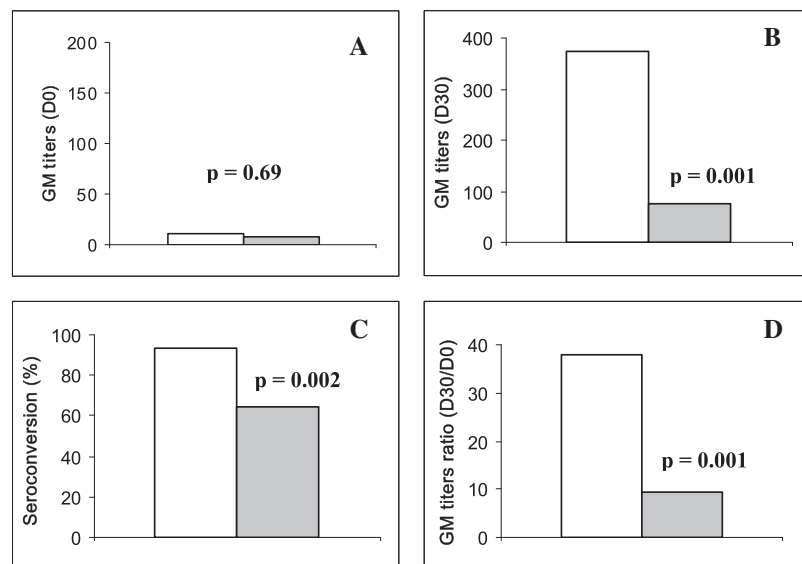 A
GM titers (D0)
200
150
100
50
0
p = 0.69
B
GM titers (D30)
400
300
200
100
0
p = 0.001
C
Seroconversion (%)
100
80
60
40
20
0
p = 0.002
D
GM titers ratio (D30/D0)
40
30
20
10
0
p = 0.001